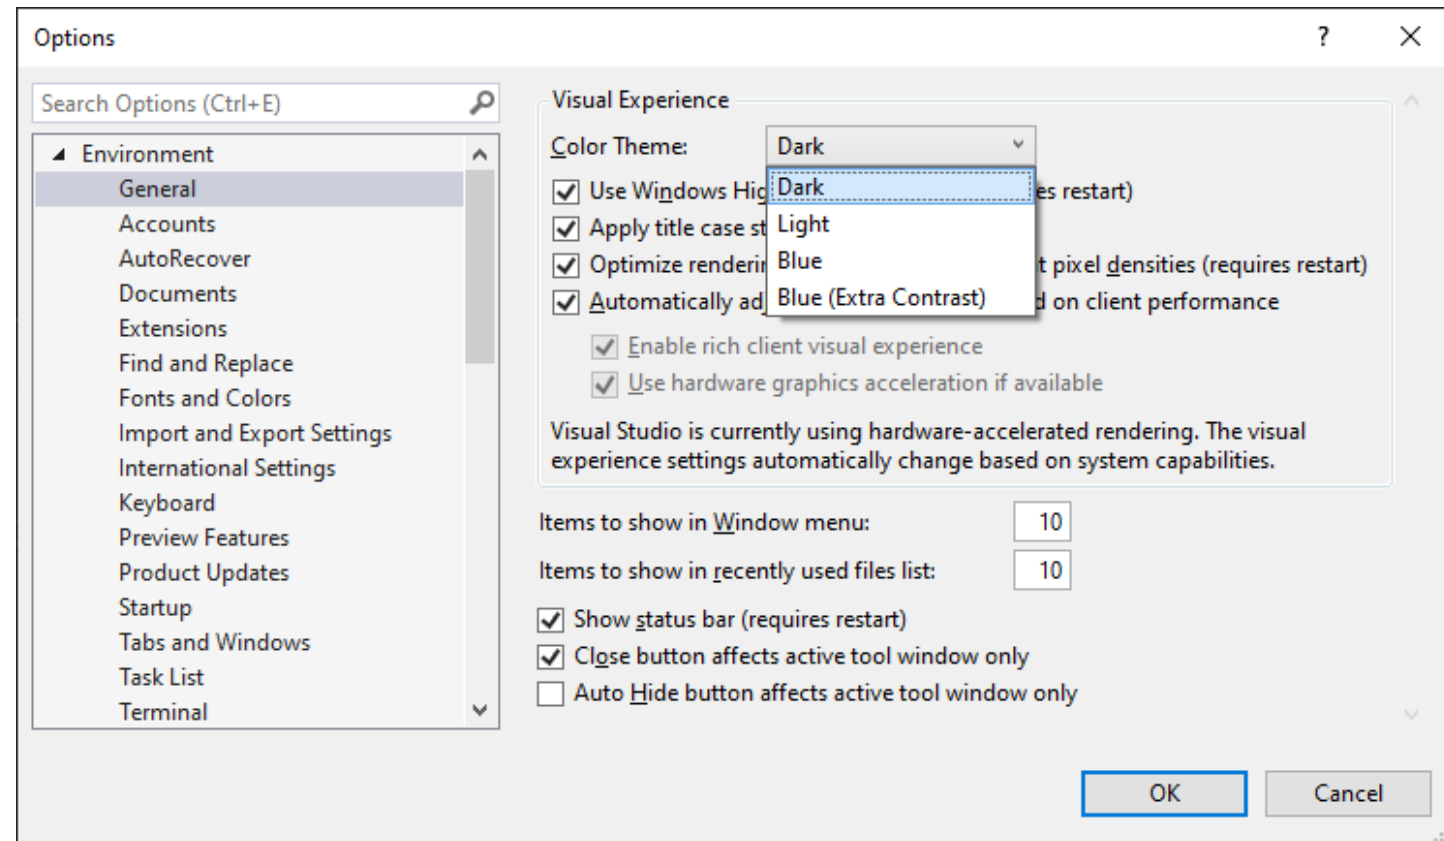 Options
?
Search Options (Ctrl+E)
Environment
General
Accounts
AutoRecover
Documents
Extensions
Find and Replace
Fonts and Colors
Import and Export Settings
International Settings
Keyboard
Preview Features
Product Updates
Startup
Tabs and Windows
Task List
Terminal
Visual Experience
Color Theme: Dark
Dark
Light
Blue
Blue (Extra Contrast)
Use Windows Hig es restart)
Apply title case st
Optimize renderin t pixel densities (requires restart)
Automatically adj d on client performance
Enable rich client visual experience
Use hardware graphics acceleration if available
Visual Studio is currently using hardware-accelerated rendering. The visual
experience settings automatically change based on system capabilities.
Items to show in Window menu: 10
Items to show in recently used files list: 10
Show status bar (requires restart)
Close button affects active tool window only
Auto Hide button affects active tool window only
OK Cancel